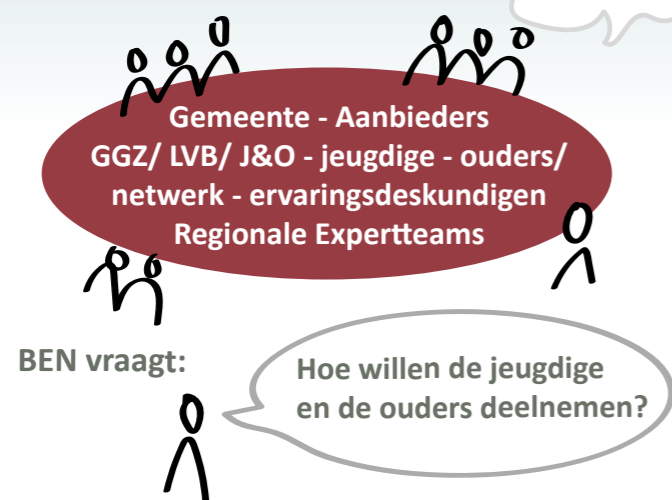 Gemeente - Aanbieders
GGZ/ LVB/ J&O - jeugdige - ouders/
netwerk - ervaringsdeskundigen
Regionale Expertteams
BEN vraagt:
Hoe willen de jeugdige
en de ouders deelnemen?